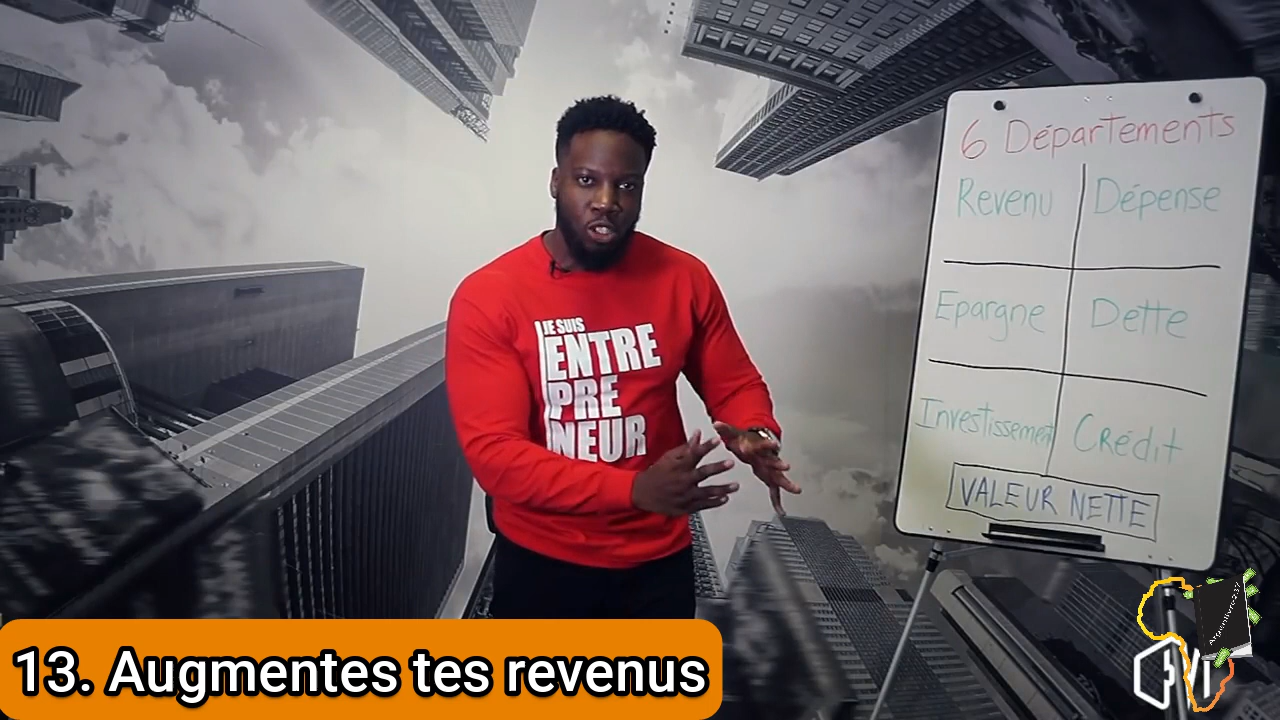 6 Départements
Revenu Dépense
Epargne Dette
Investissement Crédit
VALEUR NETTE
JE SUIS
ENTRE
PRE
NEUR
13. Augmentes tes revenus